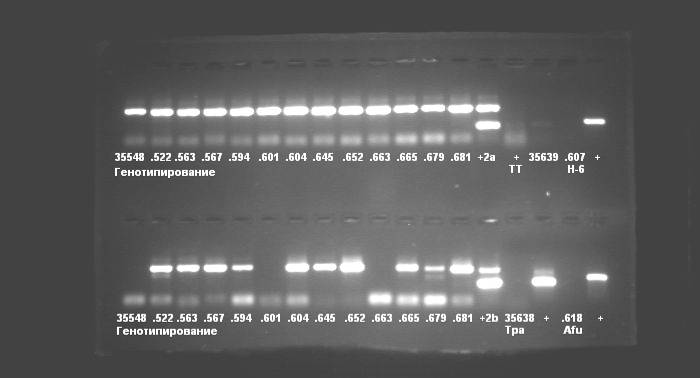 35548 .522 .563 .567 .594 .601 .604 .645 .652 .663 .665 .679 .681 +2a + 35639 .607 +
Генотипирование TT H-6
35548 .522 .563 .567 .594 .601 .604 .645 .652 .663 .665 .679 .681 +2b 35638 + .618 +
Генотипирование Tpa Afu